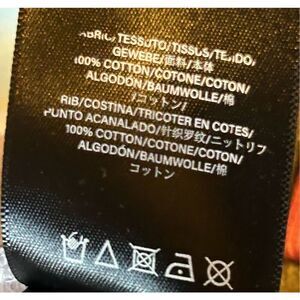 FABRIC/TESSUTO/TISSUS/TEJIDO/
GEWEBE/面料/本体
100% COTTON/COTONE/COTON/
ALGODÓN/BAUMWOLLE/棉
/コットン/
RIB/COSTINA/TRICOTER EN COTES/
PUNTO ACANALADO/针织罗纹/ニットリブ
100% COTTON/COTONE/COTON/
ALGODÓN/BAUMWOLLE/棉
/コットン